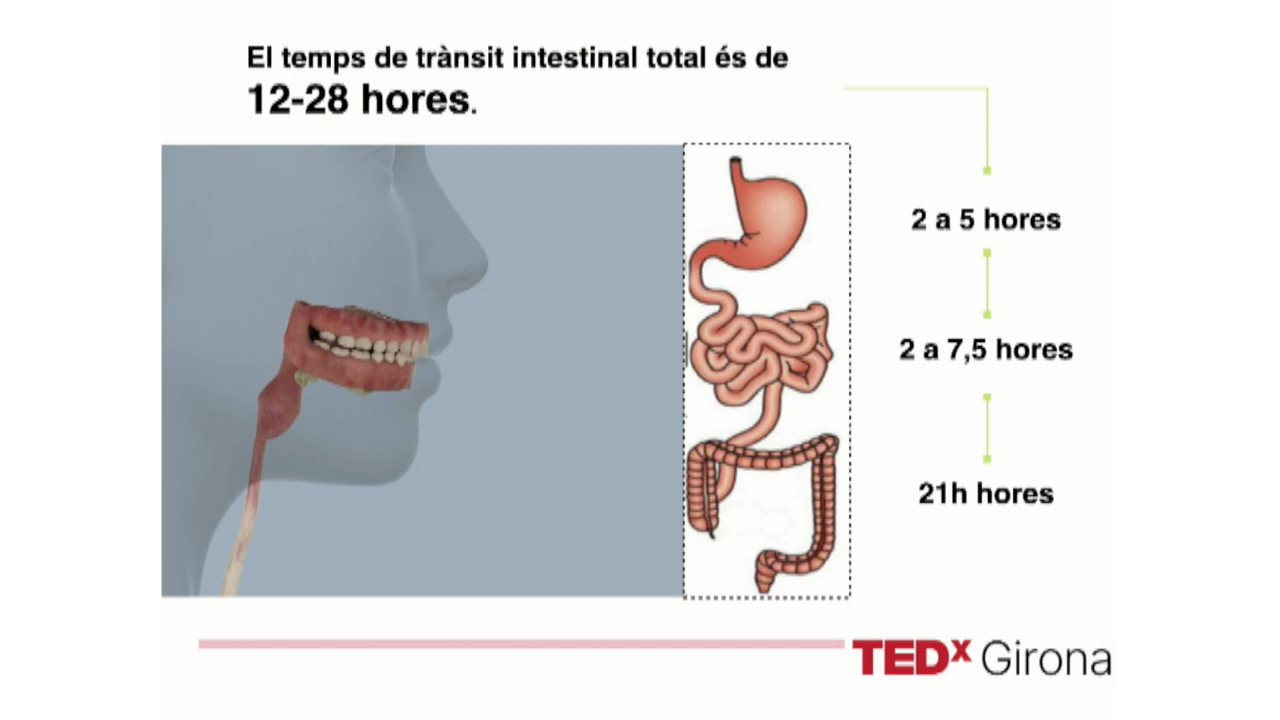 El temps de trànsit intestinal total és de
12-28 hores.
2 a 5 hores
2 a 7,5 hores
21h hores
TEDx Girona